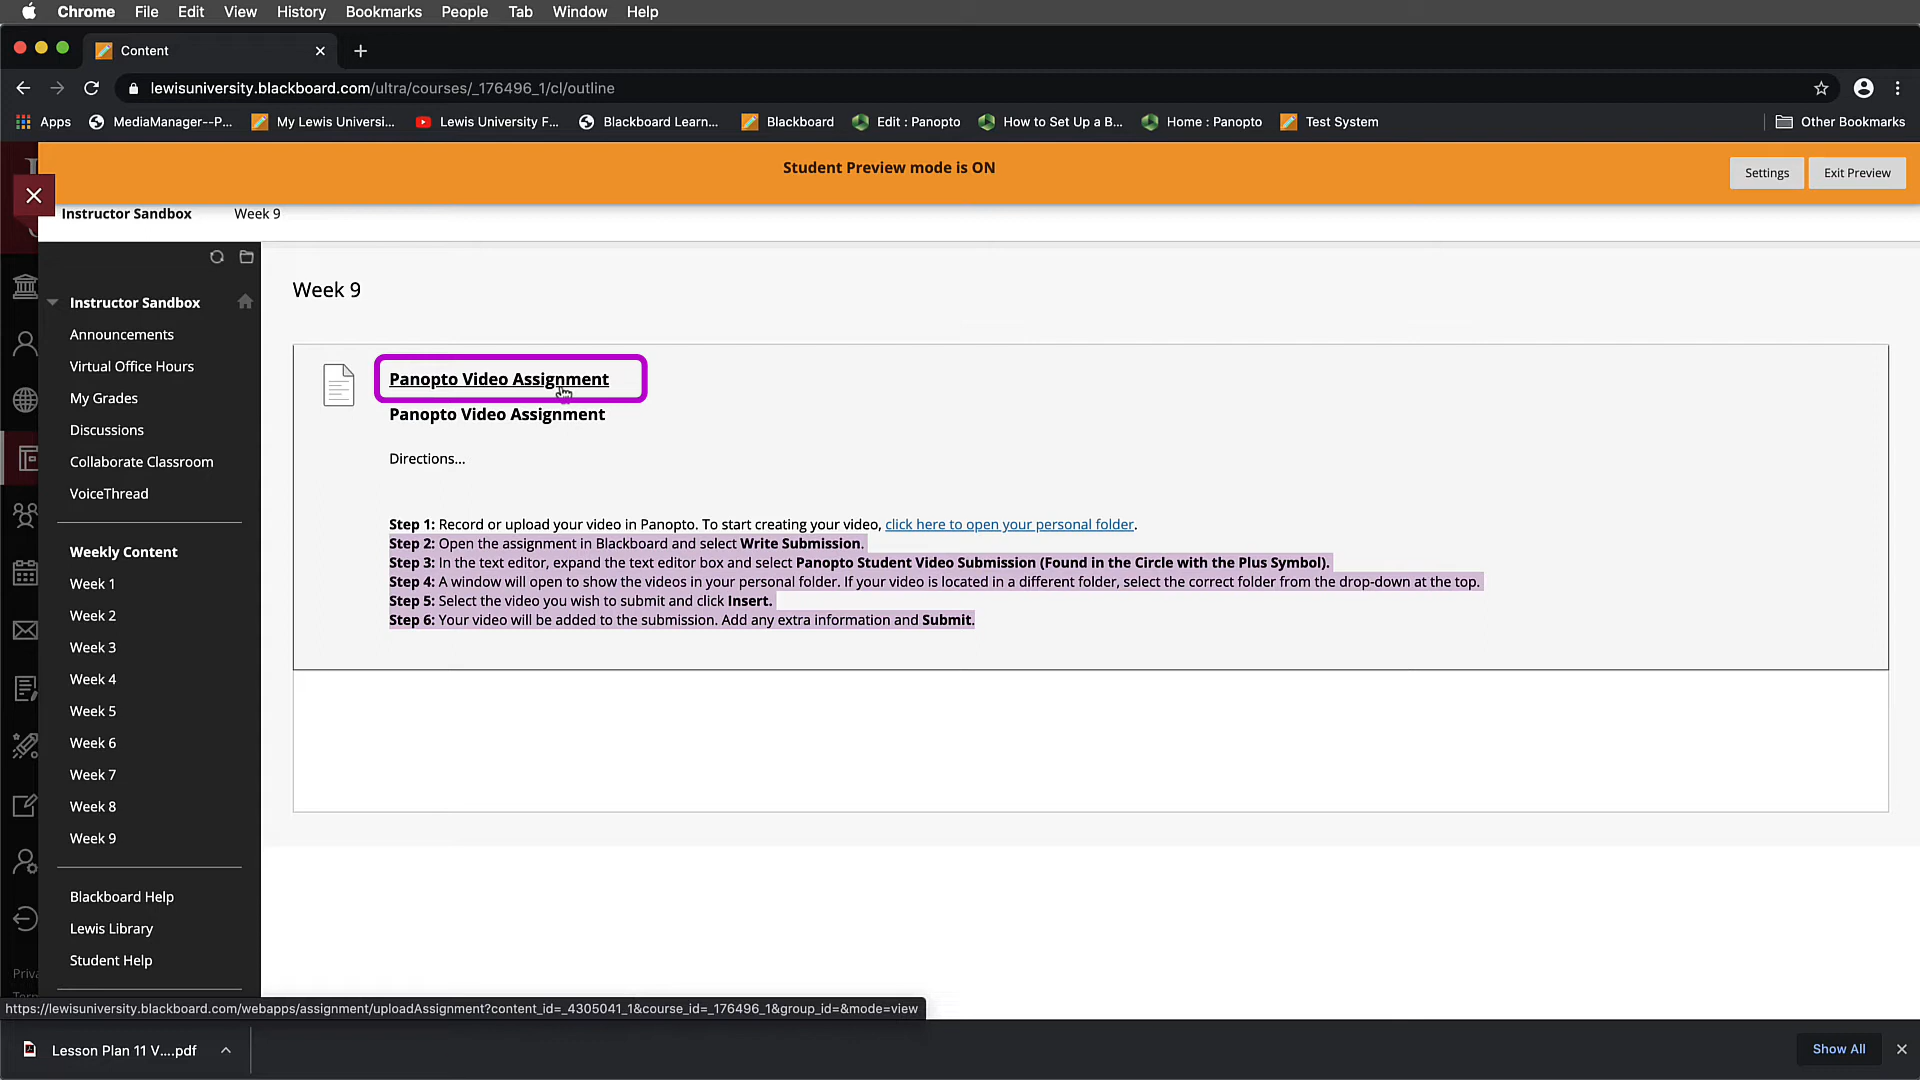 Chrome File Edit View History Bookmarks People Tab Window Help
Content
lewisuniversity.blackboard.com/ultra/courses/_176496_1/cl/outline
Apps MediaManager--P... My Lewis Universi... Lewis University F... Blackboard Learn... Blackboard Edit : Panopto How to Set Up a B... Home : Panopto Test System Other Bookmarks
Student Preview mode is ON
Settings Exit Preview
Instructor Sandbox Week 9
Week 9
Instructor Sandbox
Announcements
Virtual Office Hours
My Grades
Discussions
Collaborate Classroom
VoiceThread
Weekly Content
Week 1
Week 2
Week 3
Week 4
Week 5
Week 6
Week 7
Week 8
Week 9
Blackboard Help
Lewis Library
Student Help
Panopto Video Assignment
Panopto Video Assignment
Directions...
Step 1: Record or upload your video in Panopto. To start creating your video, click here to open your personal folder.
Step 2: Open the assignment in Blackboard and select Write Submission.
Step 3: In the text editor, expand the text editor box and select Panopto Student Video Submission (Found in the Circle with the Plus Symbol).
Step 4: A window will open to show the videos in your personal folder. If your video is located in a different folder, select the correct folder from the drop-down at the top.
Step 5: Select the video you wish to submit and click Insert.
Step 6: Your video will be added to the submission. Add any extra information and Submit.
Priva
https://lewisuniversity.blackboard.com/webapps/assignment/uploadAssignment?content_id=_4305041_1&course_id=_176496_1&group_id=&mode=view
Lesson Plan 11 V....pdf
Show All